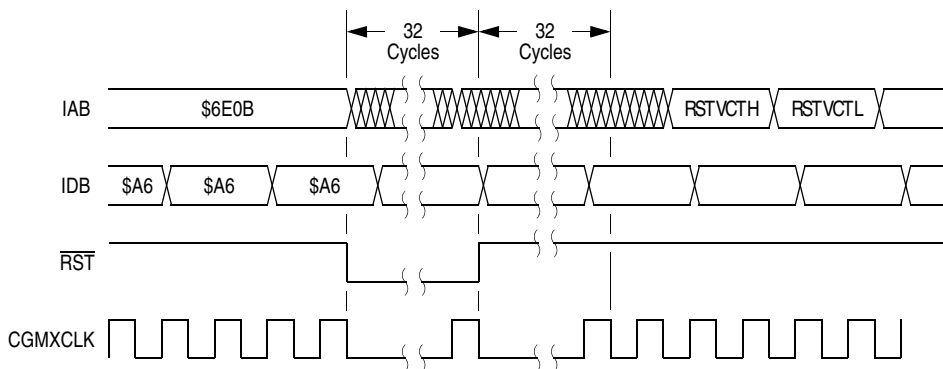 32 Cycles
32 Cycles
IAB
$6E0B
RSTVCTH
RSTVCTL
IDB
$A6
$A6
$A6
RST
CGMXCLK